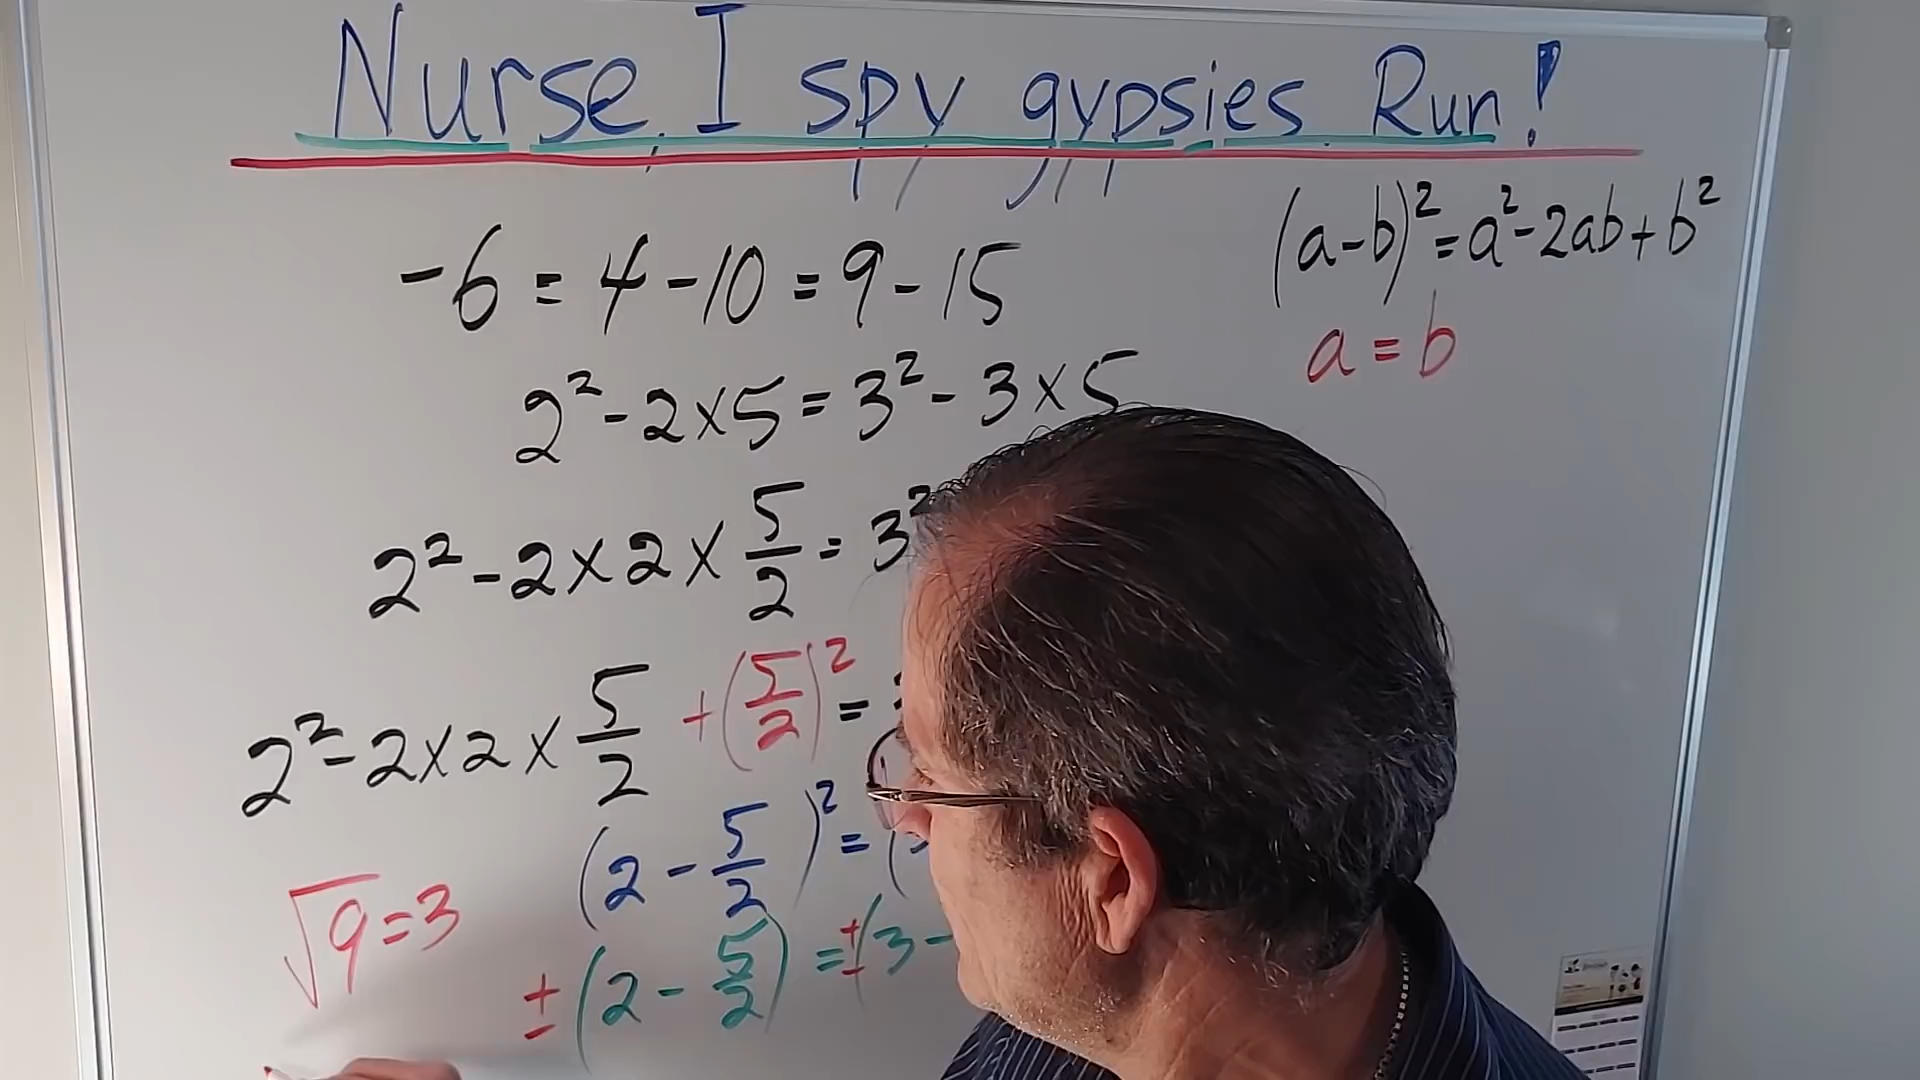 Nurse, I spy gypsies Run!
(a-b)² = a² - 2ab + b²
-6 = 4 - 10 = 9 - 15
a = b
2² - 2 x 5 = 3² - 3 x 5
2² - 2 x 2 x 5/2 = 3²
2² - 2 x 2 x 5/2 + (5/2)² =
(2 - 5/2)² = (
√9 = 3
± (2 - 5/2) = ± (3 -